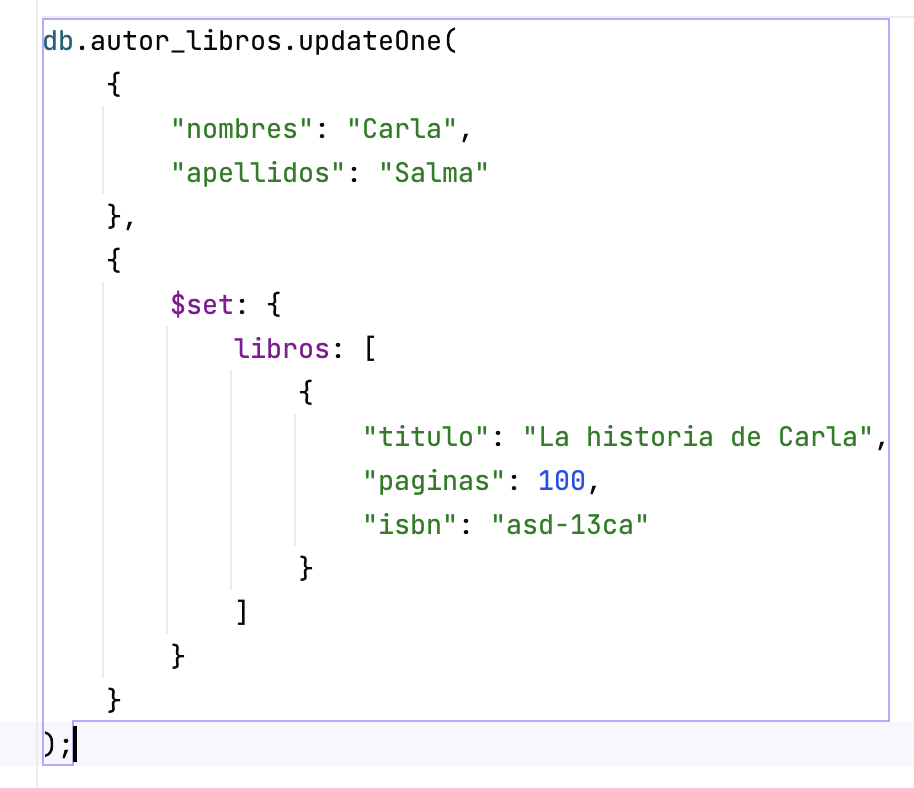 db.autor_libros.updateOne(
    {
        "nombres": "Carla",
        "apellidos": "Salma"
    },
    {
        $set: {
            libros: [
                {
                    "titulo": "La historia de Carla",
                    "paginas": 100,
                    "isbn": "asd-13ca"
                }
            ]
        }
    }
);